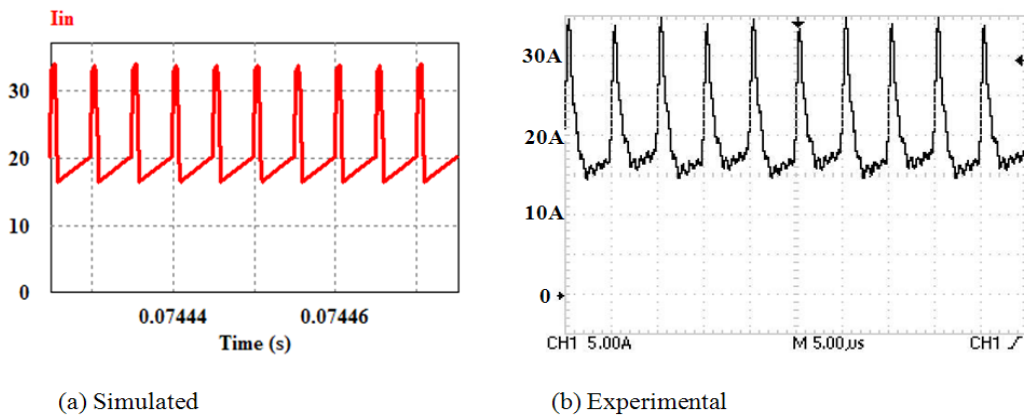 Iin
30
20
10
0
0.07444 0.07446
Time (s)
30A
20A
10A
0
CH1 5.00A M 5.00µs CH1
(a) Simulated
(b) Experimental